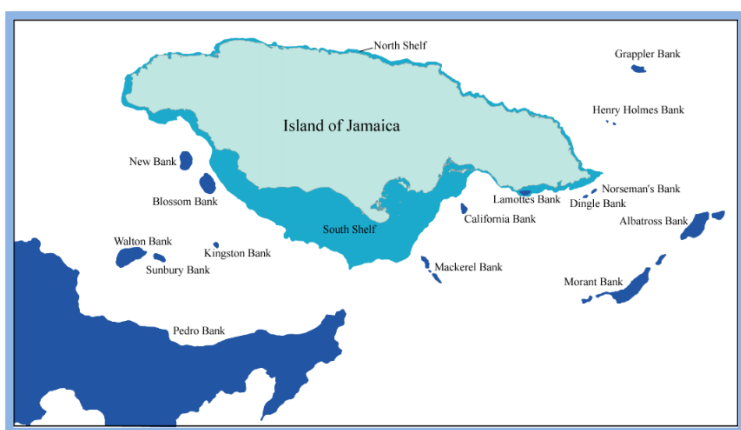 North Shelf
Grappler Bank
Henry Holmes Bank
Island of Jamaica
New Bank
Blossom Bank
Lamottes Bank
Norseman's Bank
Dingle Bank
California Bank
Albatross Bank
South Shelf
Walton Bank
Kingston Bank
Sunbury Bank
Mackerel Bank
Morant Bank
Pedro Bank